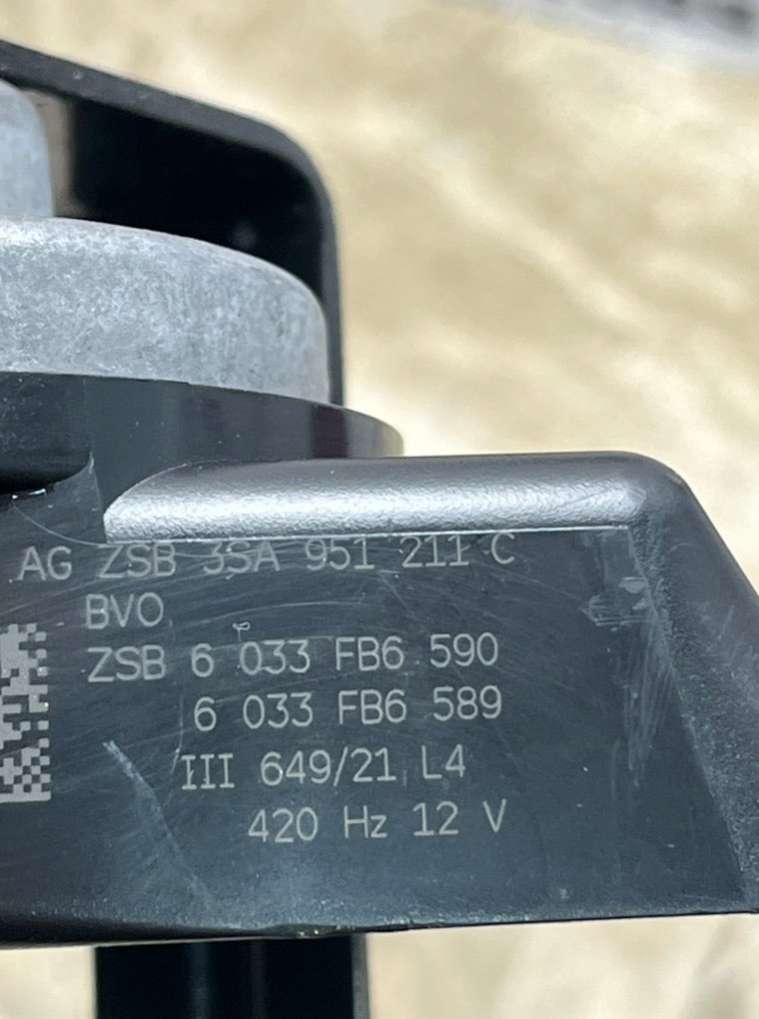 AG ZSB 3SA 951 211 C
BVO
ZSB 6 033 FB6 590
6 033 FB6 589
III 649/21 L4
420 Hz 12 V